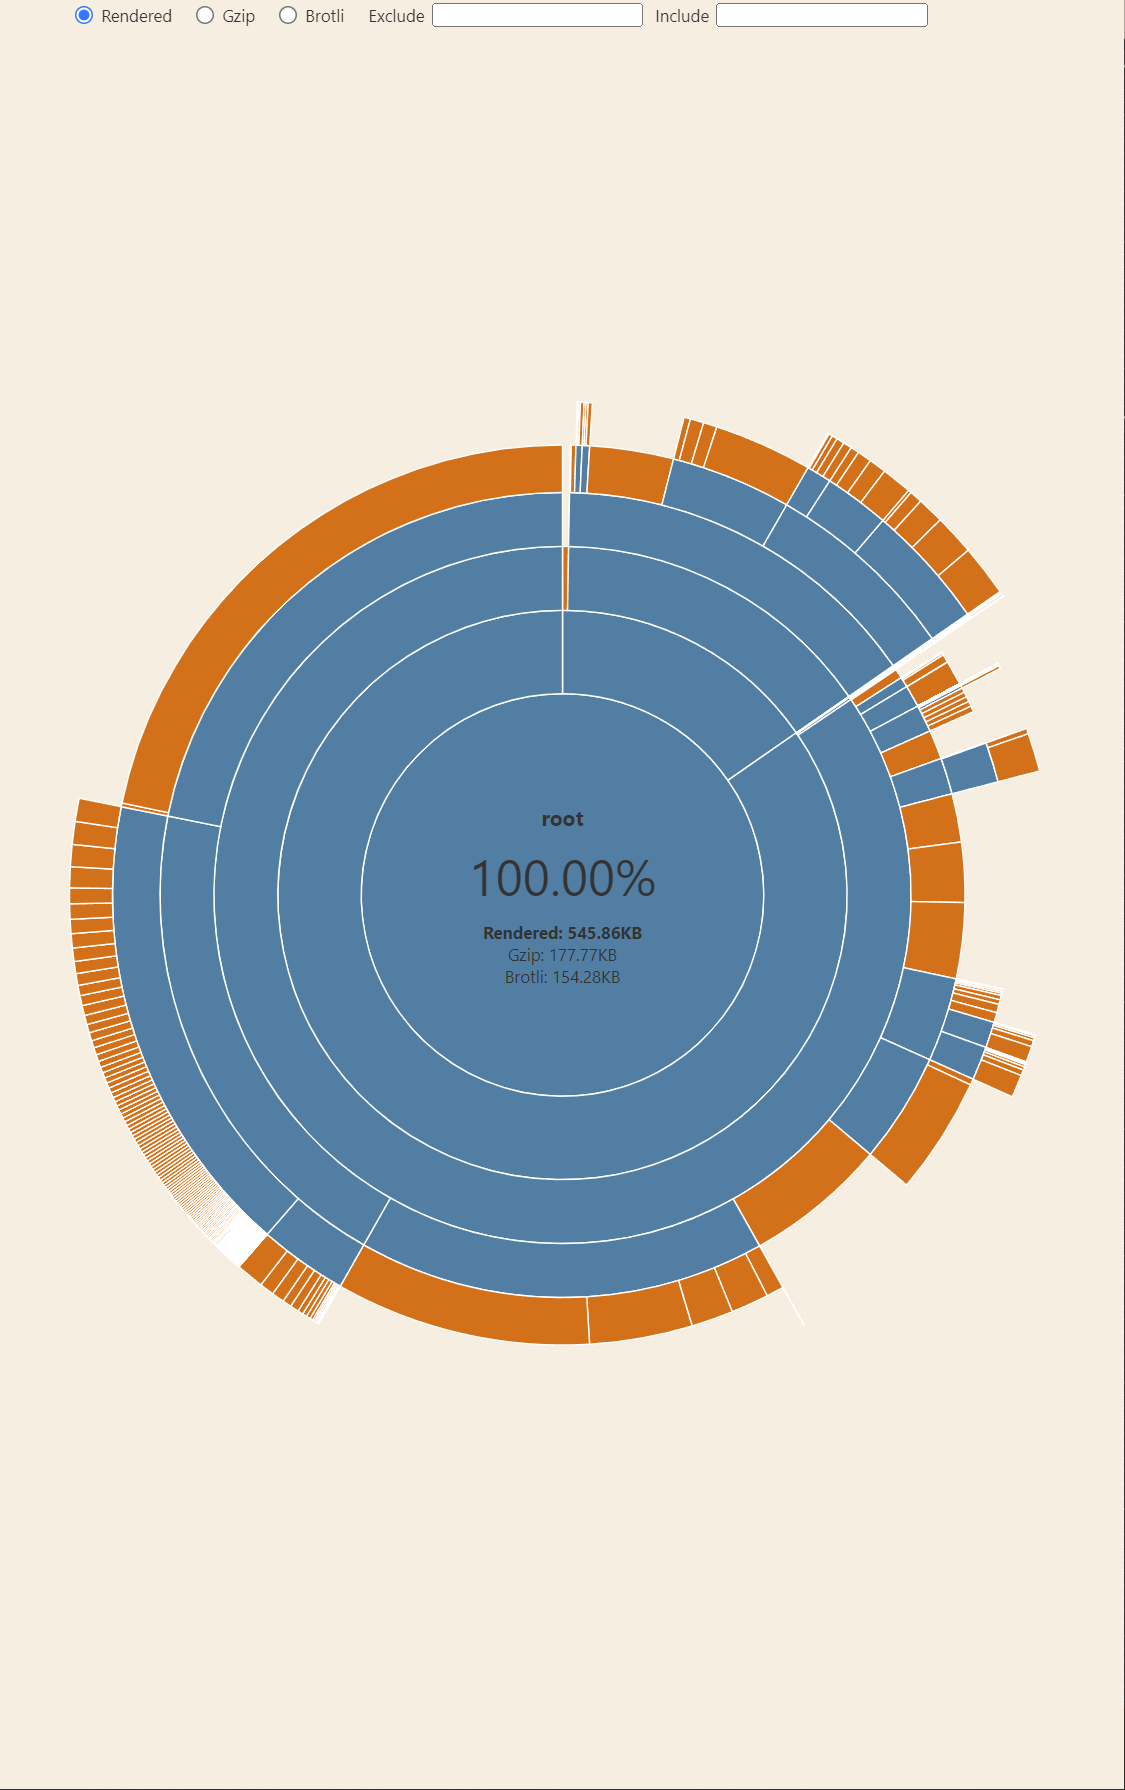 Rendered Gzip Brotli Exclude Include
root
100.00%
Rendered: 545.86KB
Gzip: 177.77KB
Brotli: 154.28KB